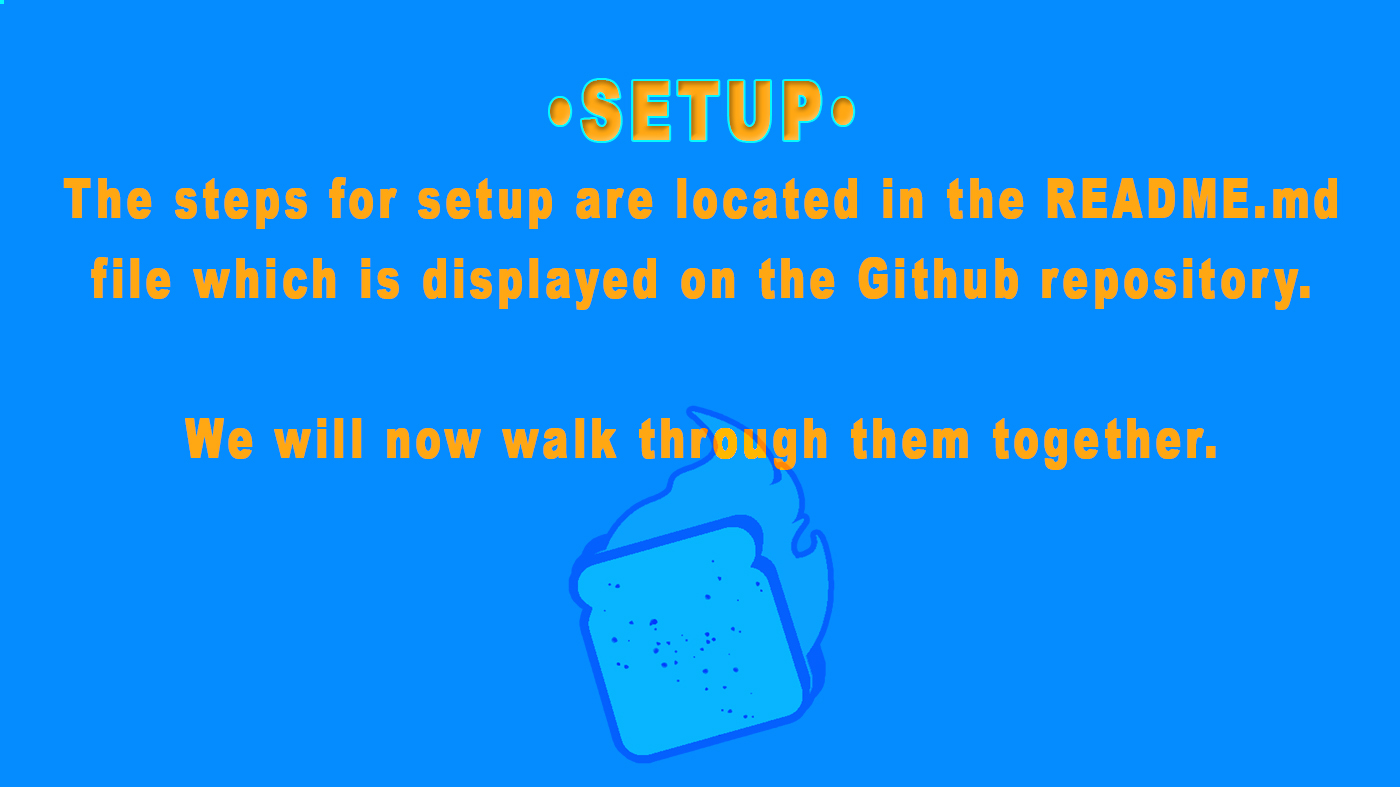 •SETUP•
The steps for setup are located in the README.md
file which is displayed on the Github repository.
We will now walk through them together.